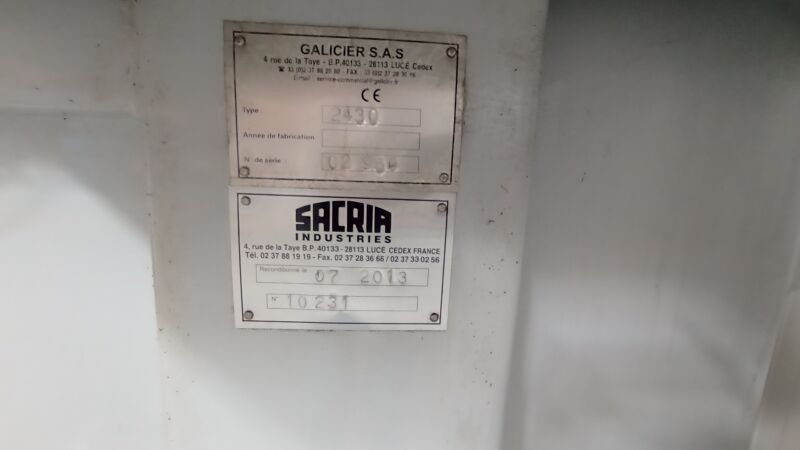 GALICIER S.A.S
4 rue de la Taye - B.P.40133 - 28113 LUCÉ Cedex
CE
Type 2430
Année de fabrication
N° de série 02
SACRIA
INDUSTRIES
4, rue de la Taye B.P. 40133 - 28113 LUCÉ CEDEX FRANCE
Tél. 02 37 88 19 19 - Fax. 02 37 28 36 66 / 02 37 33 02 56
Reconditionné le 07 2013
N° 10 231